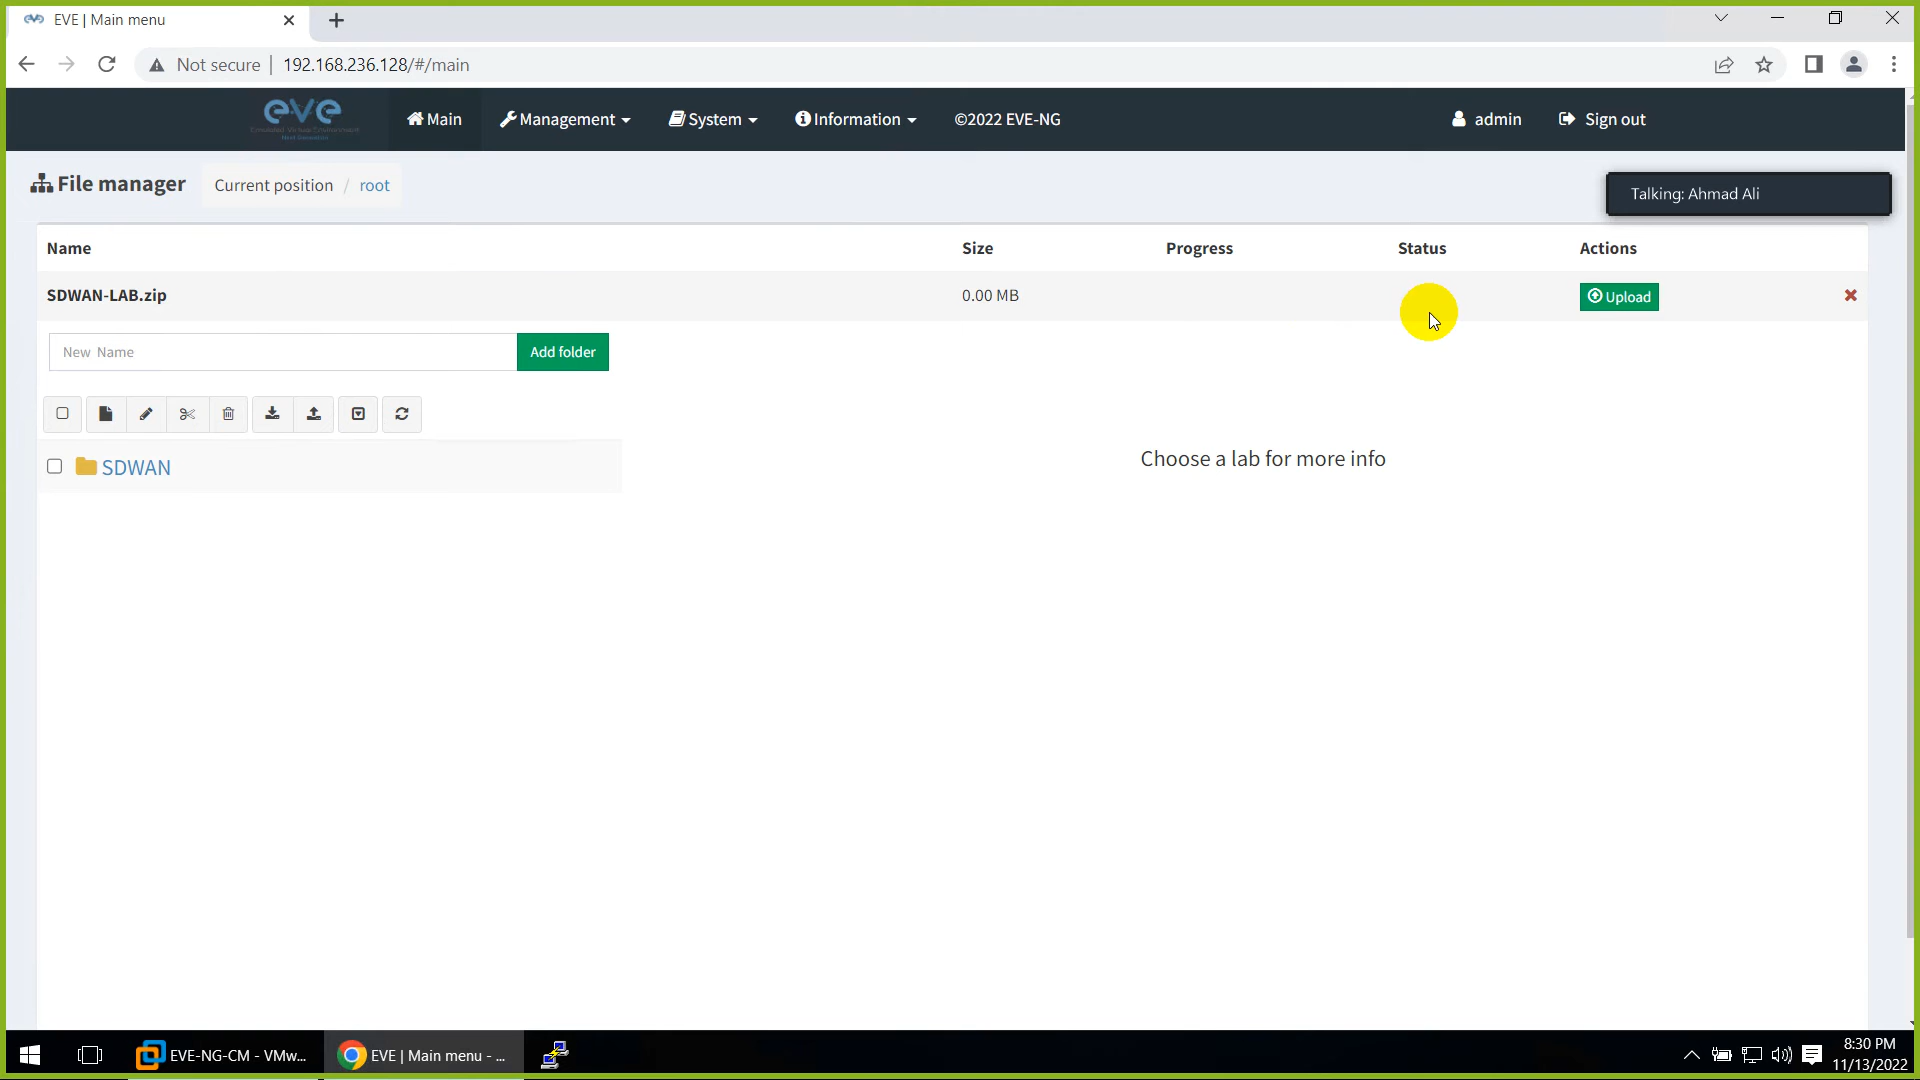 EVE | Main menu
Not secure | 192.168.236.128/#/main
eve
Main
Management
System
Information
©2022 EVE-NG
admin
Sign out
File manager
Current position / root
Talking: Ahmad Ali
Name Size Progress Status Actions
SDWAN-LAB.zip 0.00 MB Upload
New Name
Add folder
SDWAN
Choose a lab for more info
EVE-NG-CM - VMw...
EVE | Main menu - ...
8:30 PM
11/13/2022